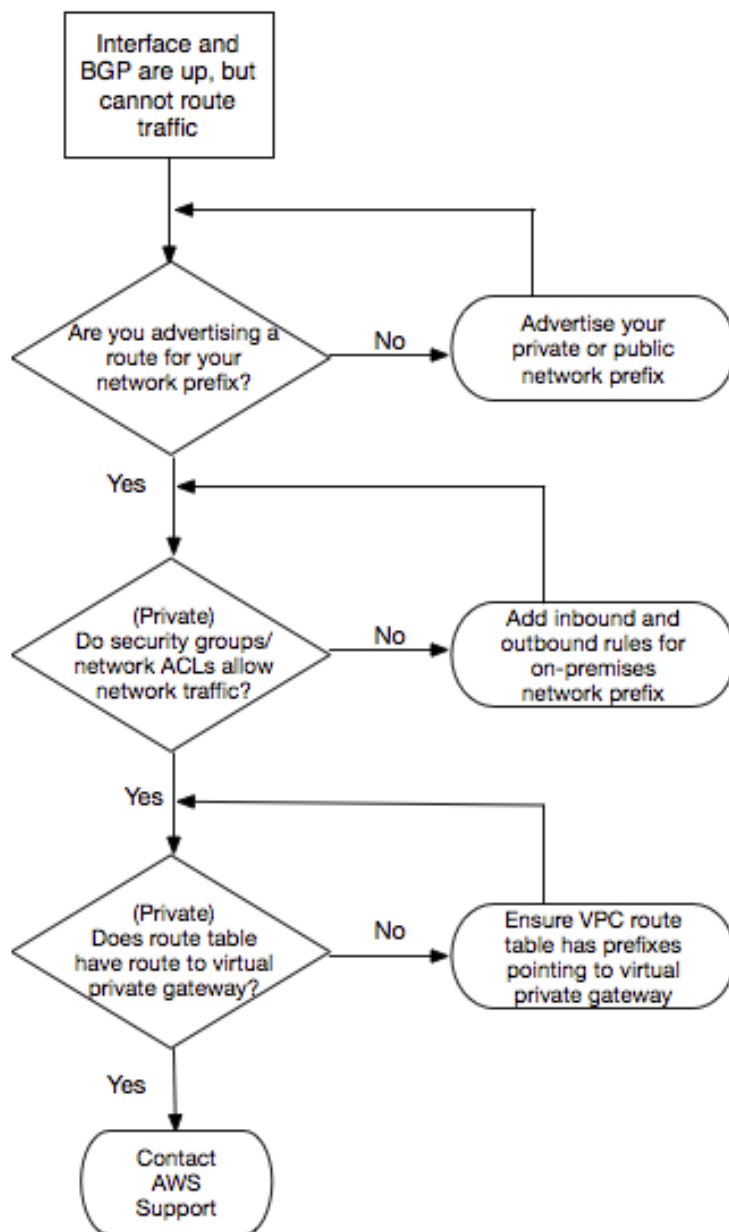 Interface and
BGP are up, but
cannot route
traffic
Are you advertising a
route for your
network prefix?
No
Advertise your
private or public
network prefix
Yes
(Private)
Do security groups/
network ACLs allow
network traffic?
No
Add inbound and
outbound rules for
on-premises
network prefix
Yes
(Private)
Does route table
have route to virtual
private gateway?
No
Ensure VPC route
table has prefixes
pointing to virtual
private gateway
Yes
Contact
AWS
Support